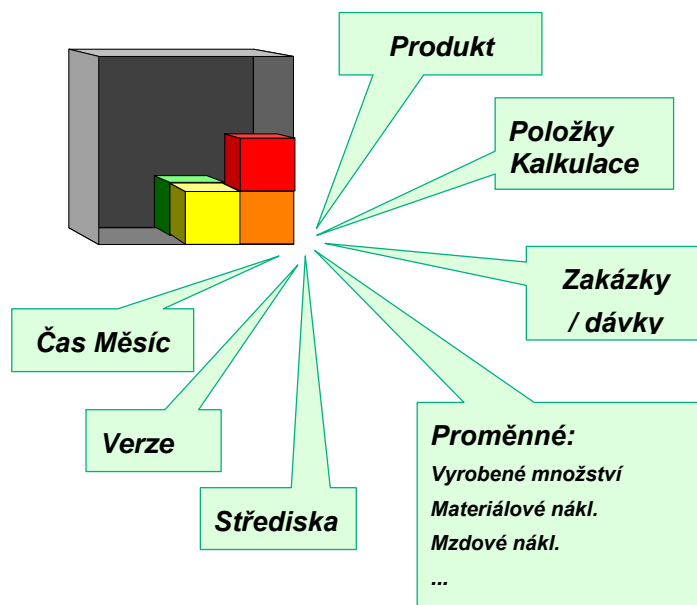 Produkt
Položky
Kalkulace
Zakázky
/ dávky
Čas Měsíc
Verze
Střediska
Proměnné:
Vyrobené množství
Materiálové nákl.
Mzdové nákl.
...